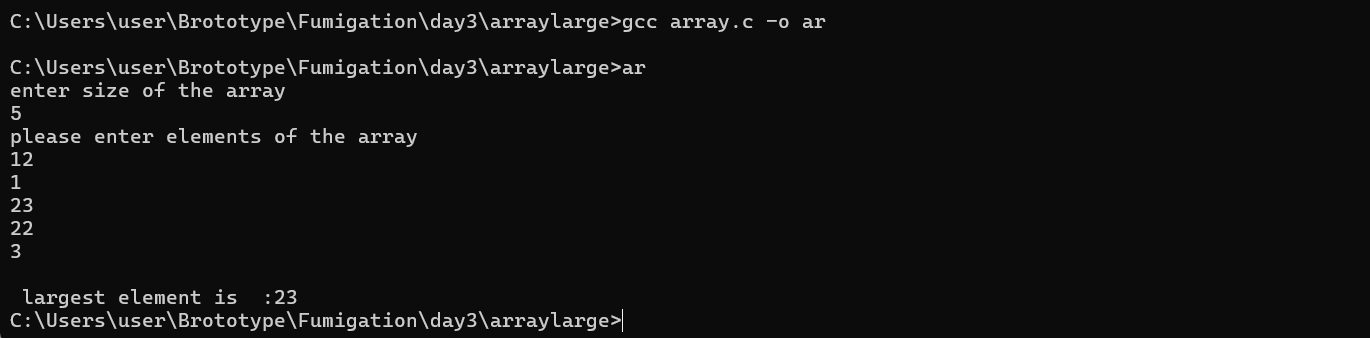 C:\Users\user\Brototype\Fumigation\day3\arraylarge>gcc array.c -o ar
C:\Users\user\Brototype\Fumigation\day3\arraylarge>ar
enter size of the array
5
please enter elements of the array
12
1
23
22
3
 largest element is  :23
C:\Users\user\Brototype\Fumigation\day3\arraylarge>